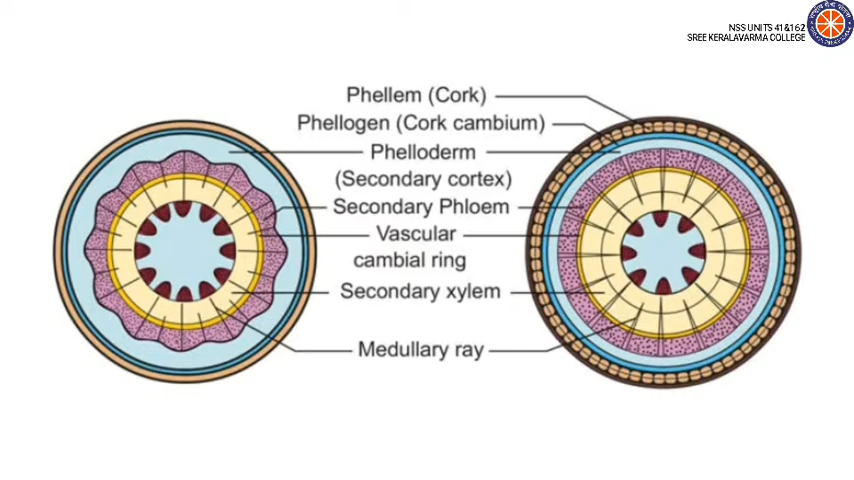 NSS UNITS 41&162
SREE KERALAVARMA COLLEGE
Phellem (Cork)
Phellogen (Cork cambium)
Phelloderm
(Secondary cortex)
Secondary Phloem
Vascular
cambial ring
Secondary xylem
Medullary ray